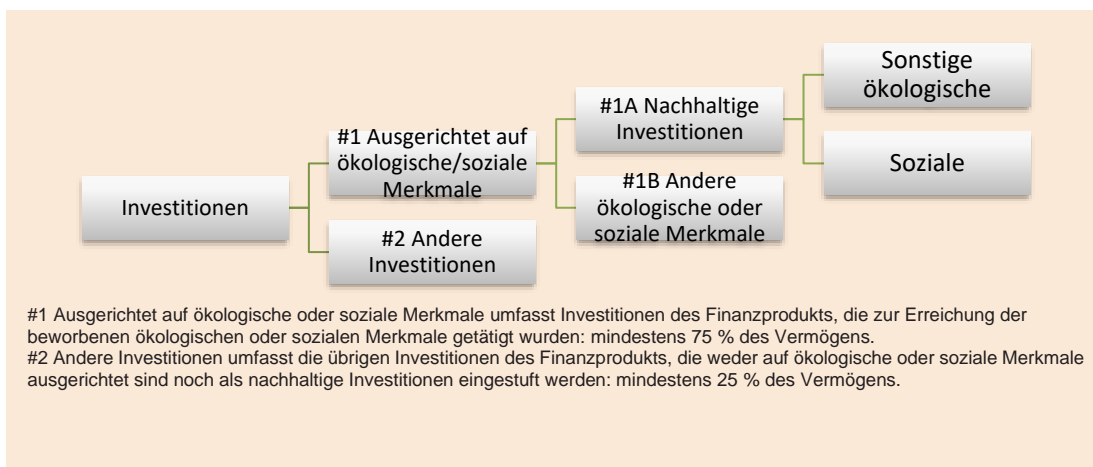 Investitionen
#1 Ausgerichtet auf
ökologische/soziale
Merkmale
#2 Andere
Investitionen
#1A Nachhaltige
Investitionen
#1B Andere
ökologische oder
soziale Merkmale
Sonstige
ökologische
Soziale
#1 Ausgerichtet auf ökologische oder soziale Merkmale umfasst Investitionen des Finanzprodukts, die zur Erreichung der
beworbenen ökologischen oder sozialen Merkmale getätigt wurden: mindestens 75 % des Vermögens.
#2 Andere Investitionen umfasst die übrigen Investitionen des Finanzprodukts, die weder auf ökologische oder soziale Merkmale
ausgerichtet sind noch als nachhaltige Investitionen eingestuft werden: mindestens 25 % des Vermögens.